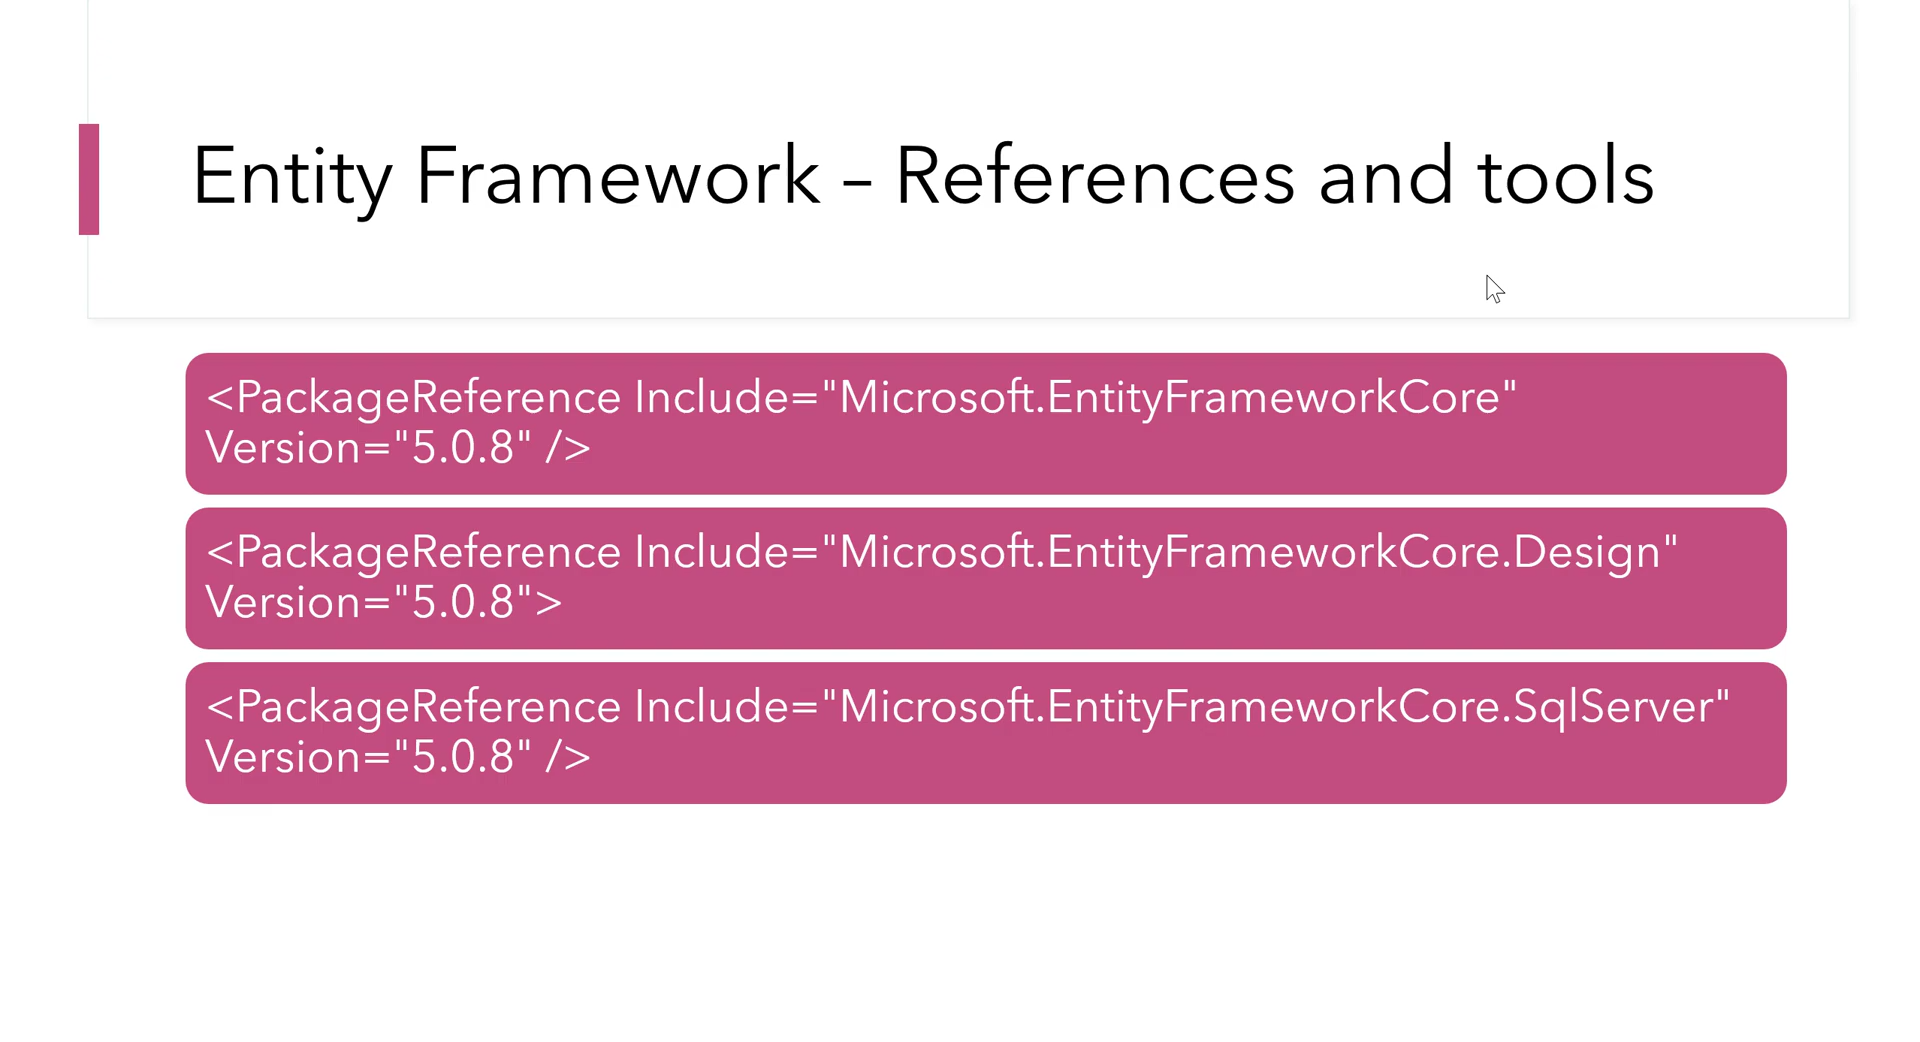 Entity Framework – References and tools
<PackageReference Include="Microsoft.EntityFrameworkCore"
Version="5.0.8" />
<PackageReference Include="Microsoft.EntityFrameworkCore.Design"
Version="5.0.8">
<PackageReference Include="Microsoft.EntityFrameworkCore.SqlServer"
Version="5.0.8" />